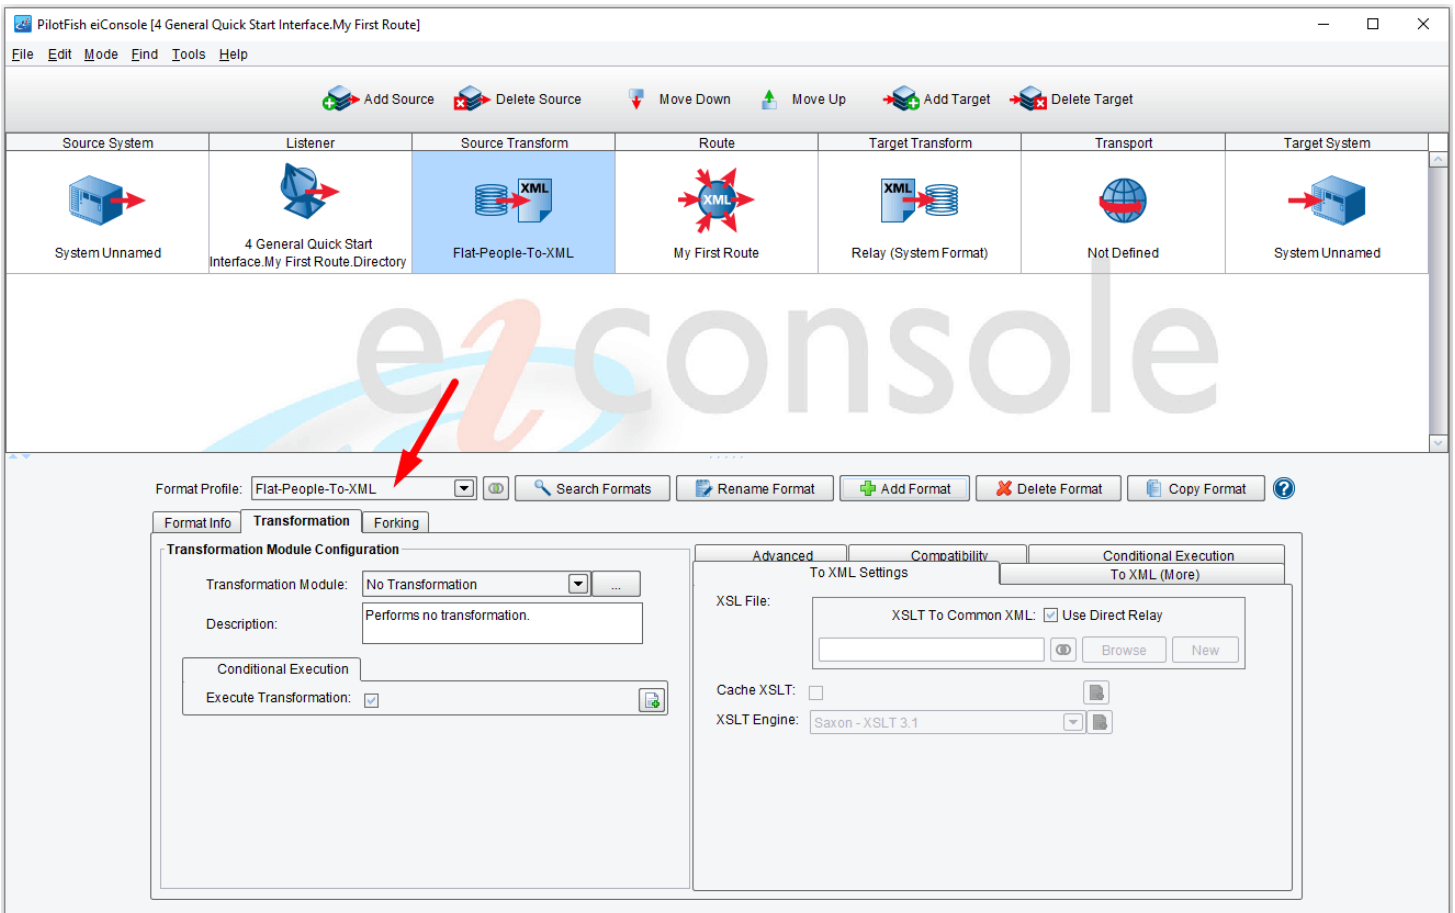 PilotFish eiConsole [4 General Quick Start Interface.My First Route]
File Edit Mode Find Tools Help
Add Source Delete Source Move Down Move Up Add Target Delete Target
Source System Listener Source Transform Route Target Transform Transport Target System
XML XML XML
System Unnamed 4 General Quick Start Interface.My First Route.Directory Flat-People-To-XML My First Route Relay (System Format) Not Defined System Unnamed
eiconsole
Format Profile: Flat-People-To-XML Search Formats Rename Format Add Format Delete Format Copy Format ?
Format Info Transformation Forking
Transformation Module Configuration
Transformation Module: No Transformation ...
Description: Performs no transformation.
Conditional Execution
Execute Transformation:
Advanced Compatibility Conditional Execution
To XML Settings To XML (More)
XSL File:
XSLT To Common XML: Use Direct Relay
Browse New
Cache XSLT:
XSLT Engine: Saxon - XSLT 3.1